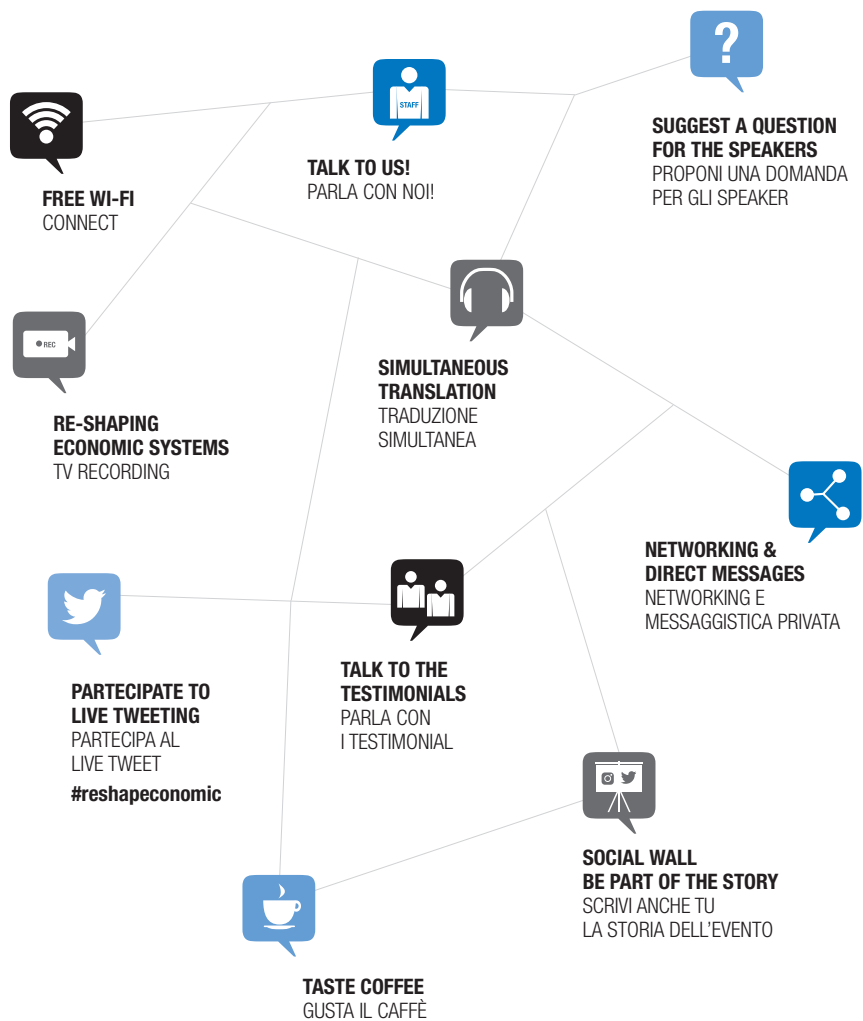 ?
STAFF
SUGGEST A QUESTION
FOR THE SPEAKERS
PROPONI UNA DOMANDA
PER GLI SPEAKER
TALK TO US!
PARLA CON NOI!
FREE WI-FI
CONNECT
REC
SIMULTANEOUS
TRANSLATION
TRADUZIONE
SIMULTANEA
RE-SHAPING
ECONOMIC SYSTEMS
TV RECORDING
NETWORKING &
DIRECT MESSAGES
NETWORKING E
MESSAGGISTICA PRIVATA
TALK TO THE
TESTIMONIALS
PARLA CON
I TESTIMONIAL
PARTECIPATE TO
LIVE TWEETING
PARTECIPA AL
LIVE TWEET
#reshapeconomic
SOCIAL WALL
BE PART OF THE STORY
SCRIVI ANCHE TU
LA STORIA DELL'EVENTO
TASTE COFFEE
GUSTA IL CAFFÈ